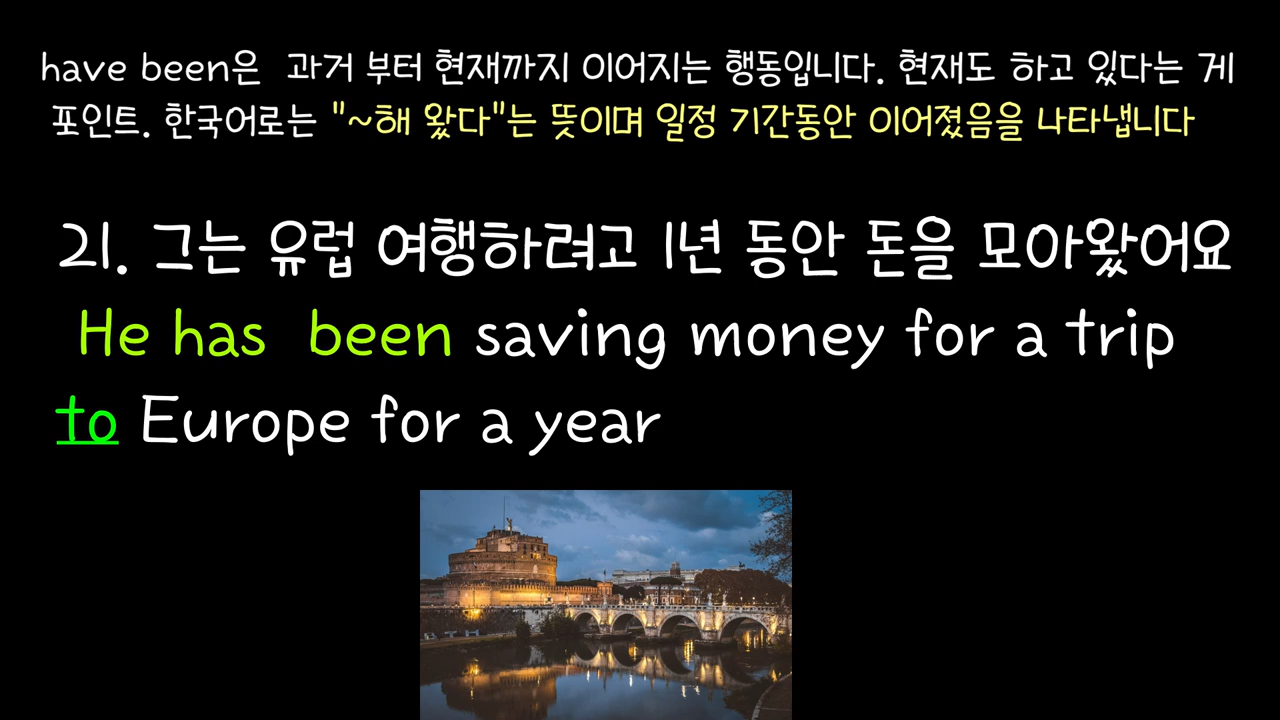 have been은 과거 부터 현재까지 이어지는 행동입니다. 현재도 하고 있다는 게
포인트. 한국어로는 "~해 왔다"는 뜻이며 일정 기간동안 이어졌음을 나타냅니다
21. 그는 유럽 여행하려고 1년 동안 돈을 모아왔어요
He has been saving money for a trip
to Europe for a year